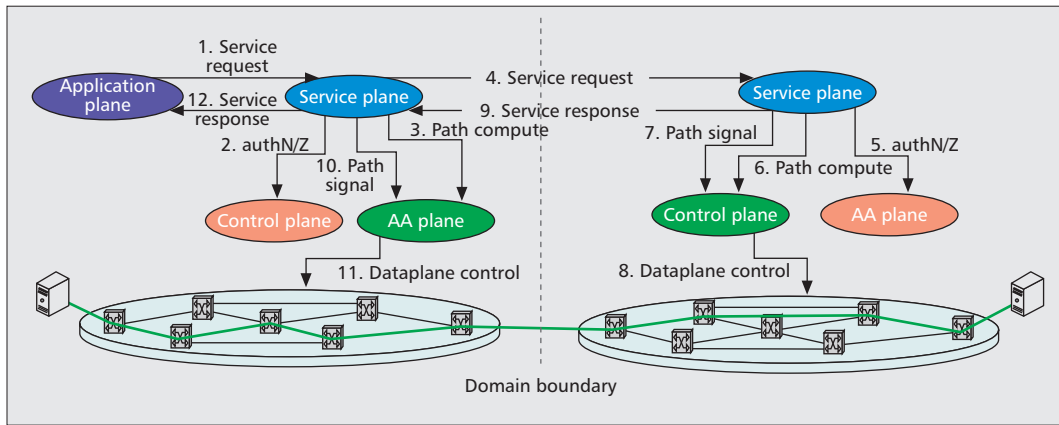 1. Service
request
Application
plane
Service plane
4. Service request
Service plane
12. Service
response
9. Service response
3. Path compute
7. Path signal
2. authN/Z
10. Path
signal
5. authN/Z
6. Path compute
Control plane
AA plane
Control plane
AA plane
11. Dataplane control
8. Dataplane control
Domain boundary